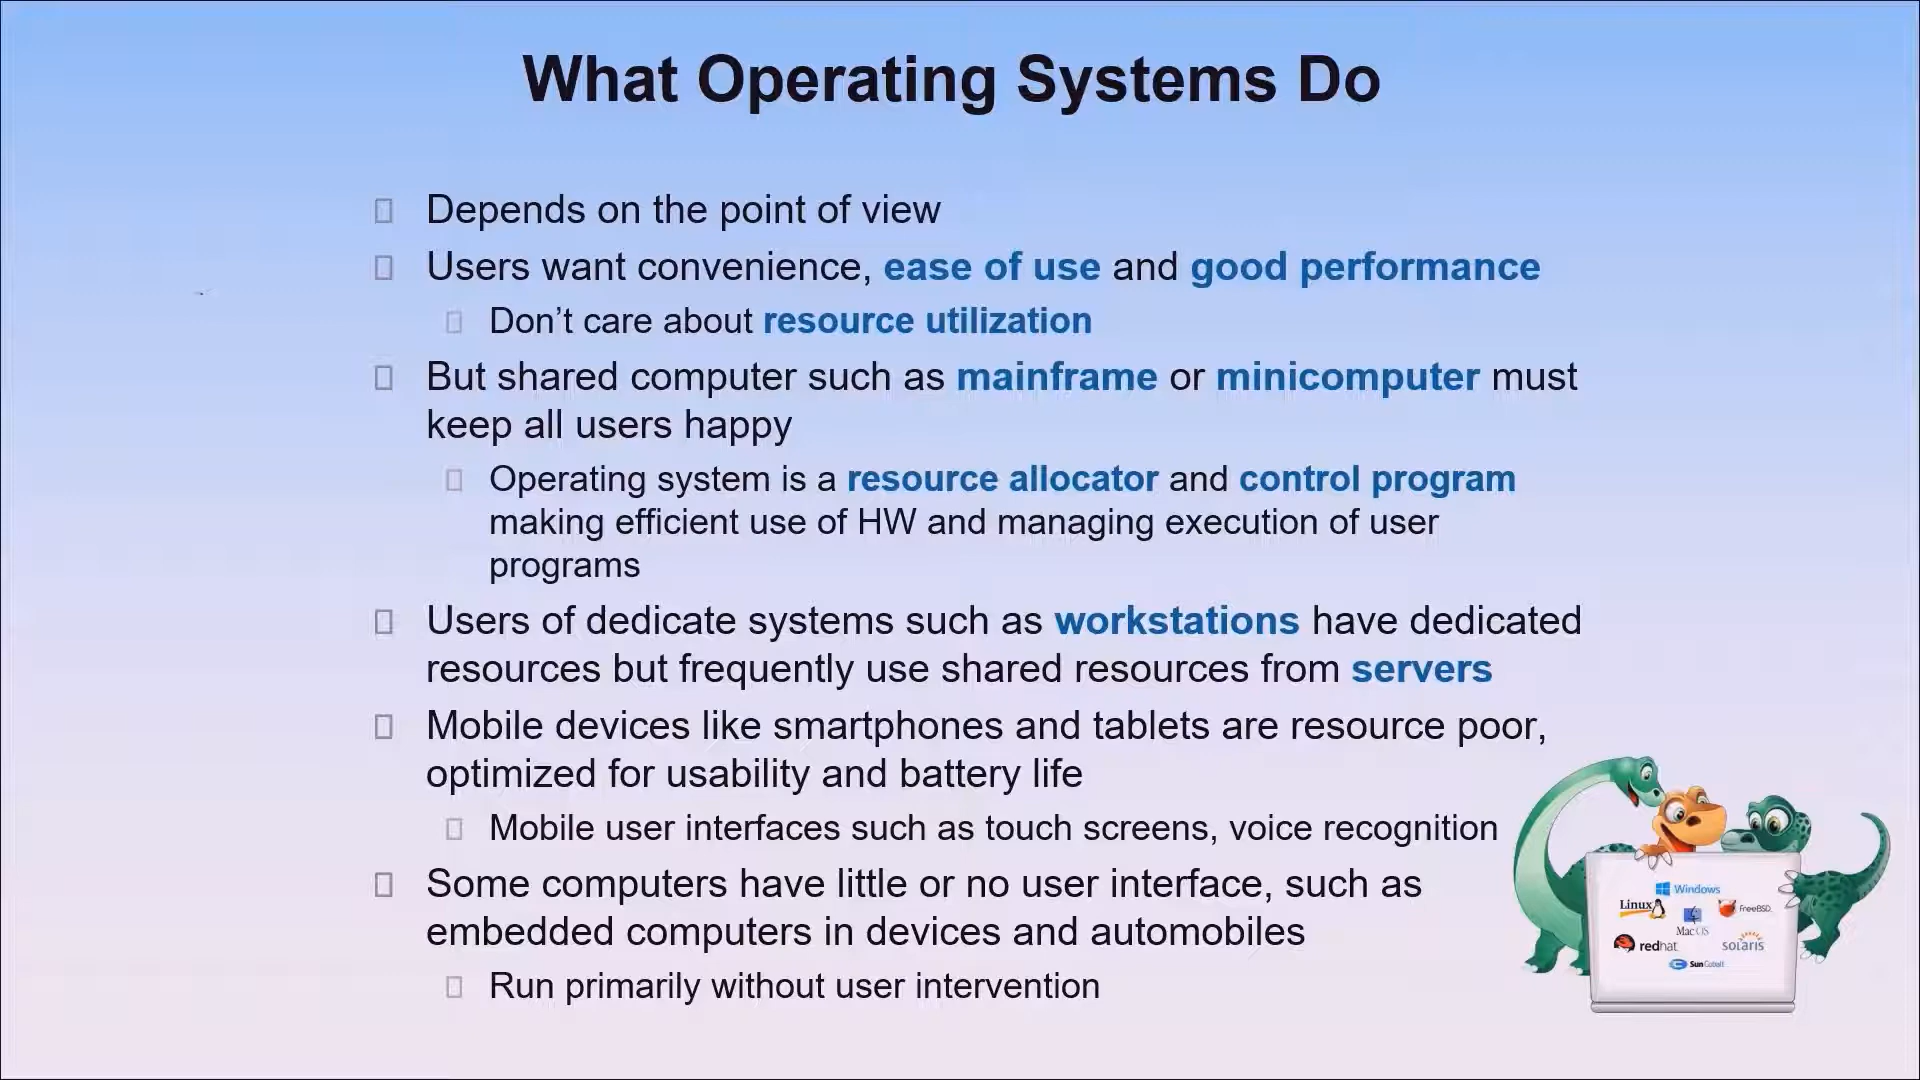 What Operating Systems Do
Depends on the point of view
Users want convenience, ease of use and good performance
Don’t care about resource utilization
But shared computer such as mainframe or minicomputer must
keep all users happy
Operating system is a resource allocator and control program
making efficient use of HW and managing execution of user
programs
Users of dedicate systems such as workstations have dedicated
resources but frequently use shared resources from servers
Mobile devices like smartphones and tablets are resource poor,
optimized for usability and battery life
Mobile user interfaces such as touch screens, voice recognition
Some computers have little or no user interface, such as
embedded computers in devices and automobiles
Run primarily without user intervention
Windows
Linux
FreeBSD
Mac OS
redhat
solaris
Sun Cobalt